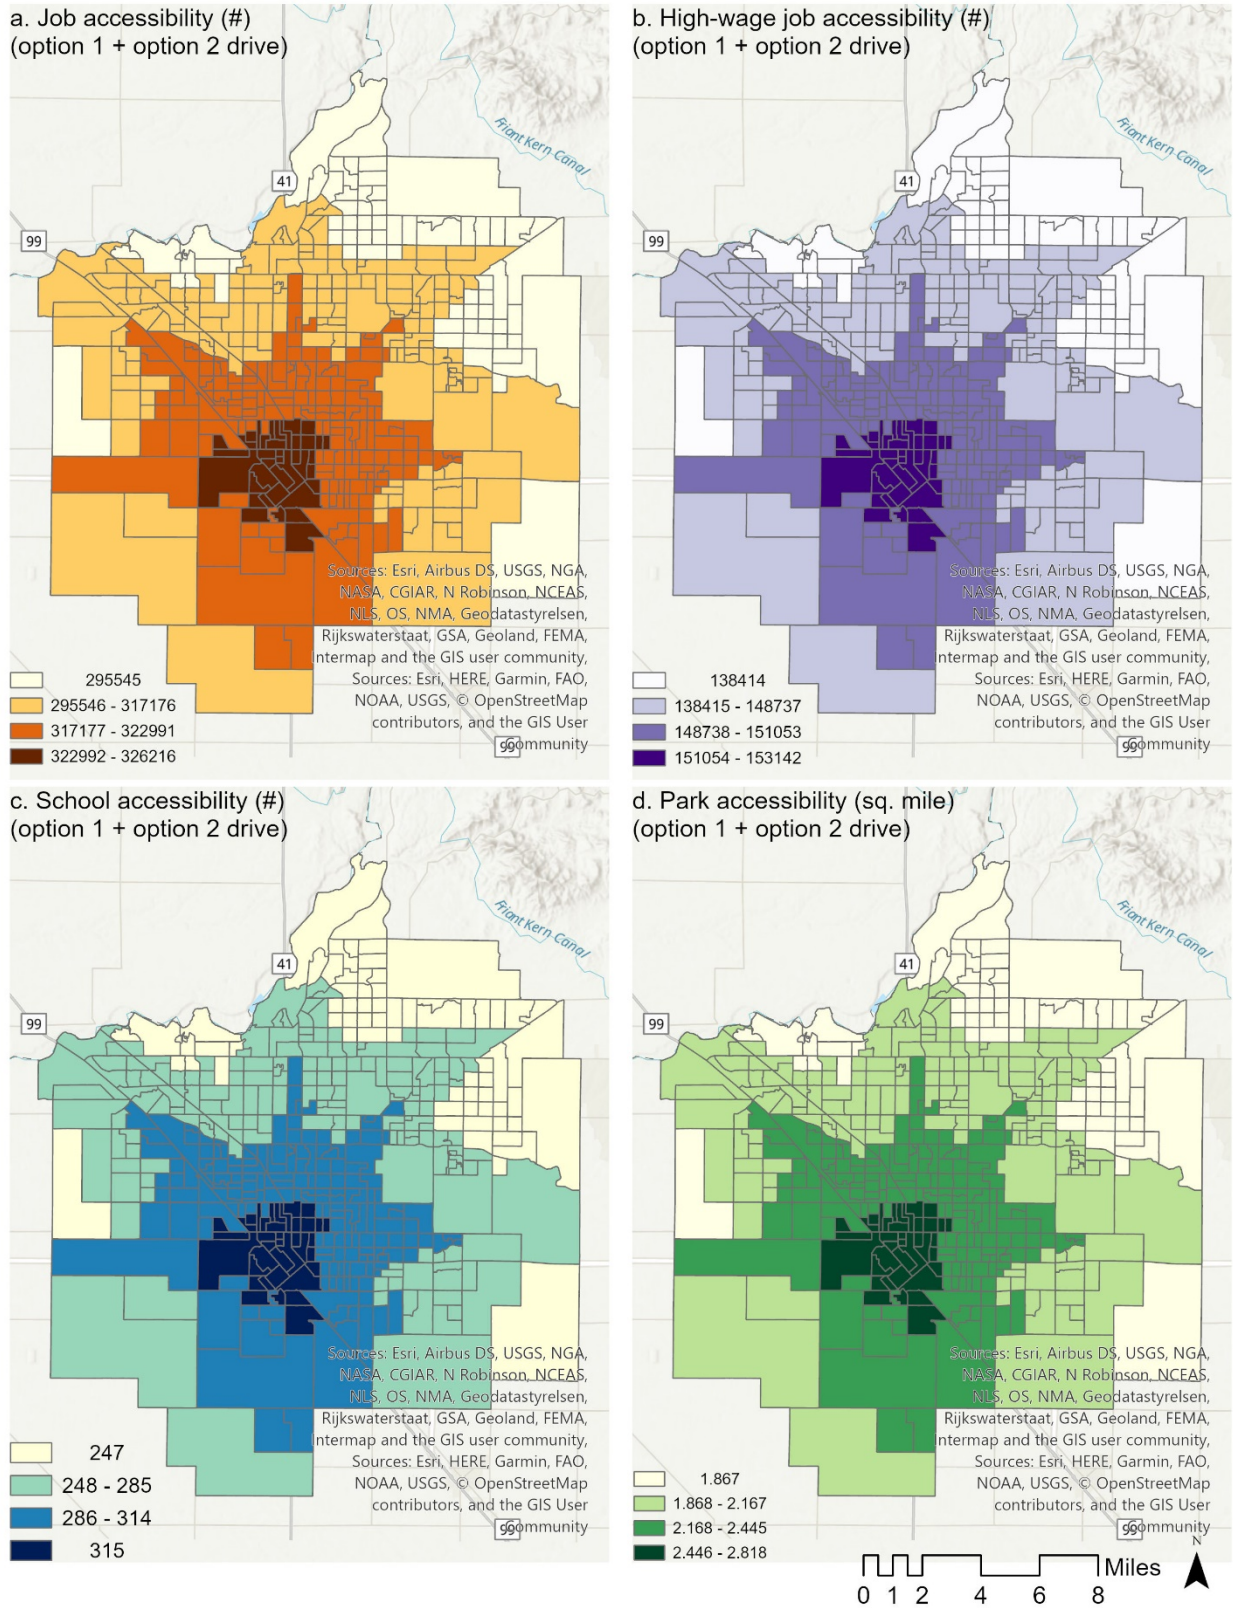 a. Job accessibility (#)
(option 1 + option 2 drive)
Friant Kern Canal
41
99
Sources: Esri, Airbus DS, USGS, NGA,
NASA, CGIAR, N Robinson, NCEAS,
NLS, OS, NMA, Geodatastyrelsen,
Rijkswaterstaat, GSA, Geoland, FEMA,
Intermap and the GIS user community,
Sources: Esri, HERE, Garmin, FAO,
NOAA, USGS, © OpenStreetMap
contributors, and the GIS User
Community
99
295545
295546 - 317176
317177 - 322991
322992 - 326216
b. High-wage job accessibility (#)
(option 1 + option 2 drive)
Friant Kern Canal
41
99
Sources: Esri, Airbus DS, USGS, NGA,
NASA, CGIAR, N Robinson, NCEAS,
NLS, OS, NMA, Geodatastyrelsen,
Rijkswaterstaat, GSA, Geoland, FEMA,
Intermap and the GIS user community,
Sources: Esri, HERE, Garmin, FAO,
NOAA, USGS, © OpenStreetMap
contributors, and the GIS User
Community
99
138414
138415 - 148737
148738 - 151053
151054 - 153142
c. School accessibility (#)
(option 1 + option 2 drive)
Friant Kern Canal
41
99
Sources: Esri, Airbus DS, USGS, NGA,
NASA, CGIAR, N Robinson, NCEAS,
NLS, OS, NMA, Geodatastyrelsen,
Rijkswaterstaat, GSA, Geoland, FEMA,
Intermap and the GIS user community,
Sources: Esri, HERE, Garmin, FAO,
NOAA, USGS, © OpenStreetMap
contributors, and the GIS User
Community
99
247
248 - 285
286 - 314
315
d. Park accessibility (sq. mile)
(option 1 + option 2 drive)
Friant Kern Canal
41
99
Sources: Esri, Airbus DS, USGS, NGA,
NASA, CGIAR, N Robinson, NCEAS,
NLS, OS, NMA, Geodatastyrelsen,
Rijkswaterstaat, GSA, Geoland, FEMA,
Intermap and the GIS user community,
Sources: Esri, HERE, Garmin, FAO,
NOAA, USGS, © OpenStreetMap
contributors, and the GIS User
Community
99
1.867
1.868 - 2.167
2.168 - 2.445
2.446 - 2.818
N
Miles
0 1 2 4 6 8